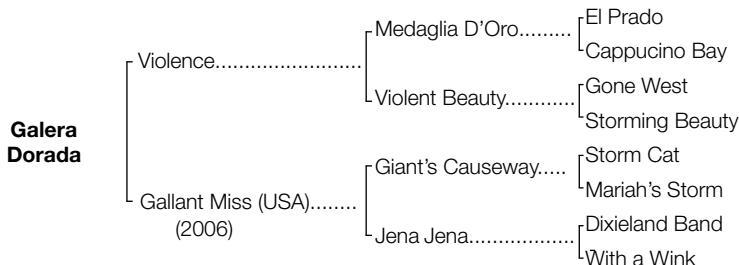 El Prado
Medaglia D'Oro.........
Cappucino Bay
Violence........................
Gone West
Violent Beauty............
Storming Beauty
Galera
Dorada
Storm Cat
Giant's Causeway.....
Mariah's Storm
Gallant Miss (USA)........
(2006)
Dixieland Band
Jena Jena..................
With a Wink